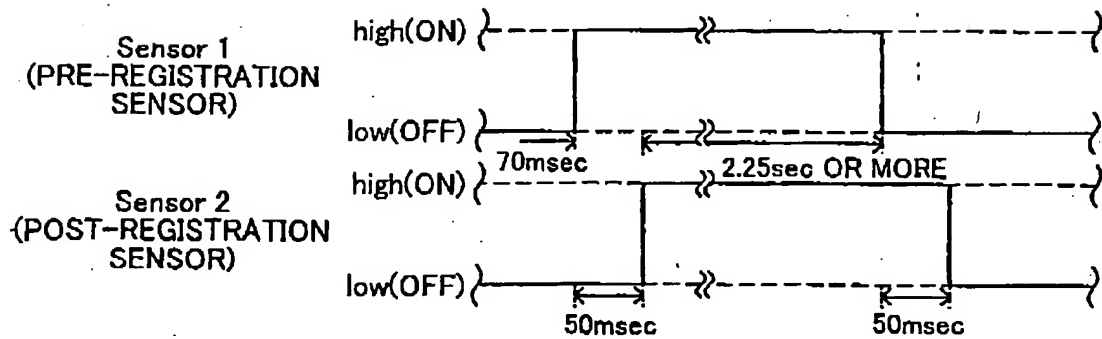 Sensor 1
(PRE-REGISTRATION
SENSOR)
high(ON)
low(OFF)
70msec
2.25sec OR MORE
Sensor 2
(POST-REGISTRATION
SENSOR)
high(ON)
low(OFF)
50msec
50msec